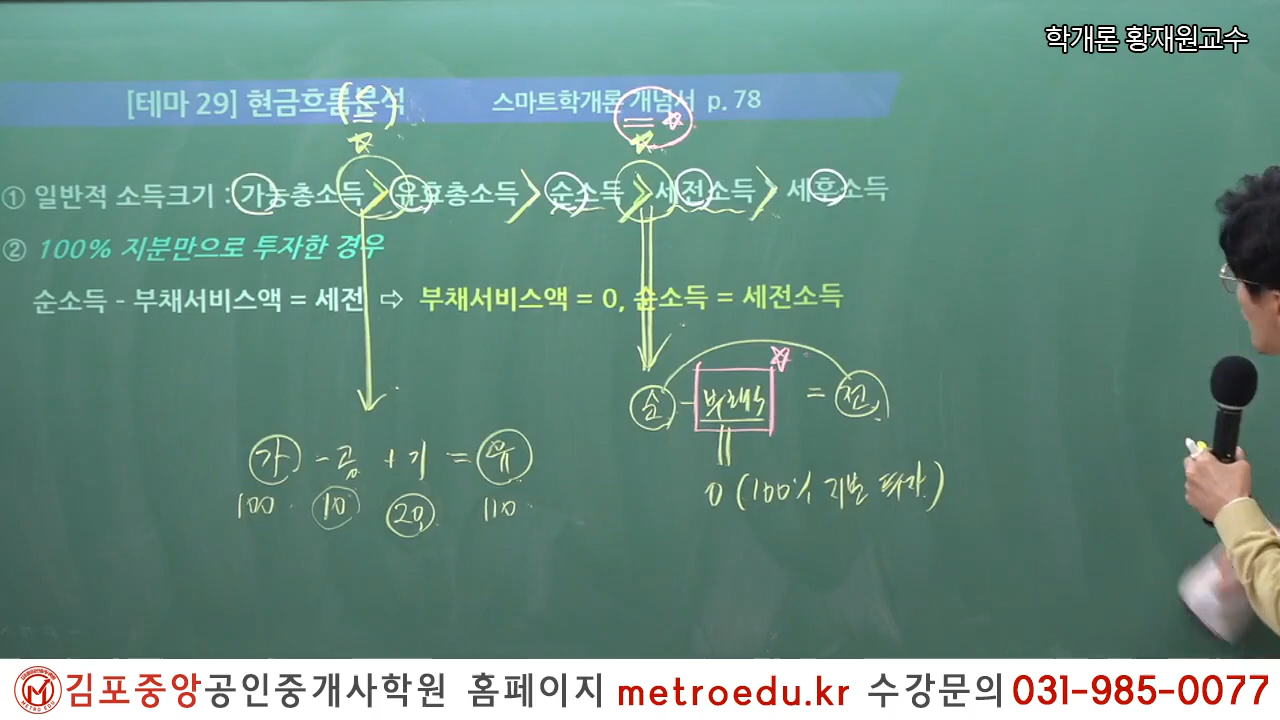 학개론 황재원교수
[테마 29] 현금흐름분석 스마트학개론 개념서 p. 78
(≤)
=
① 일반적 소득크기 : 가능총소득 > 유효총소득 > 순소득 > 세전소득 > 세후소득
② 100% 지분만으로 투자한 경우
순소득 - 부채서비스액 = 세전 ⇨ 부채서비스액 = 0, 순소득 = 세전소득
순 - 부채식 = 전
가 - 공 + 기 = 유
0 (100% 지분 투자)
100 10 20 110
김포중앙공인중개사학원 홈페이지 metroedu.kr 수강문의 031-985-0077
METRO EDU